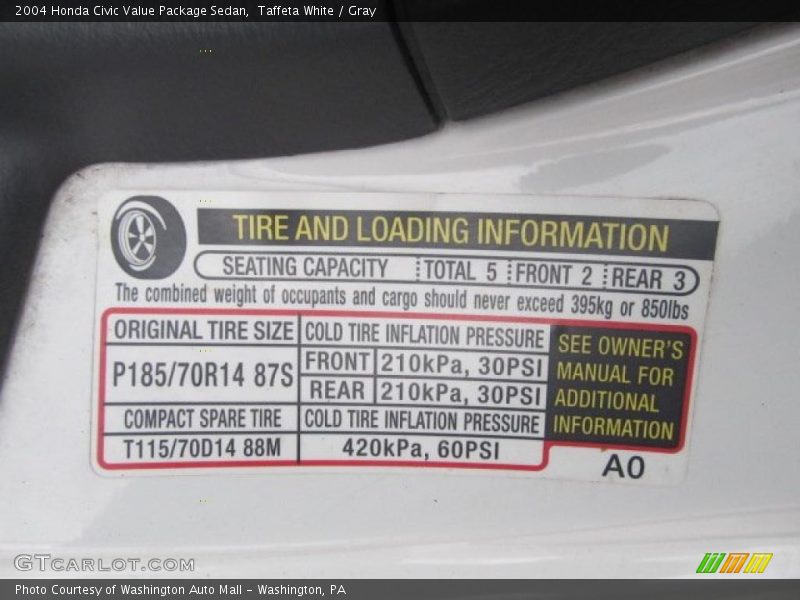 2004 Honda Civic Value Package Sedan, Taffeta White / Gray
TIRE AND LOADING INFORMATION
SEATING CAPACITY TOTAL 5 FRONT 2 REAR 3
The combined weight of occupants and cargo should never exceed 395kg or 850lbs
ORIGINAL TIRE SIZE COLD TIRE INFLATION PRESSURE
P185/70R14 87S
FRONT 210kPa, 30PSI
REAR 210kPa, 30PSI
COMPACT SPARE TIRE COLD TIRE INFLATION PRESSURE
T115/70D14 88M 420kPa, 60PSI
SEE OWNER'S
MANUAL FOR
ADDITIONAL
INFORMATION
A0
GTCARLOT.COM
Photo Courtesy of Washington Auto Mall - Washington, PA